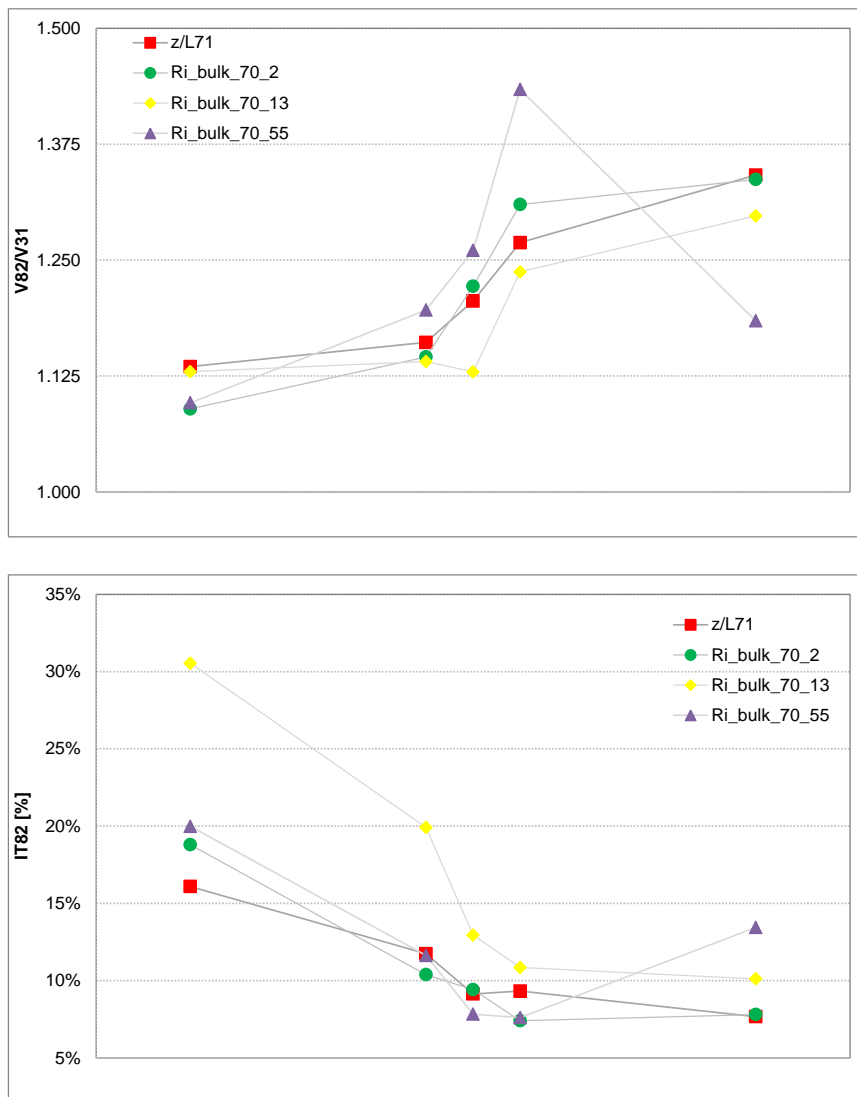 1.500
1.375
1.250
1.125
1.000
V82/V31
z/L71
Ri_bulk_70_2
Ri_bulk_70_13
Ri_bulk_70_55
35%
30%
25%
20%
15%
10%
5%
IT82 [%]
z/L71
Ri_bulk_70_2
Ri_bulk_70_13
Ri_bulk_70_55